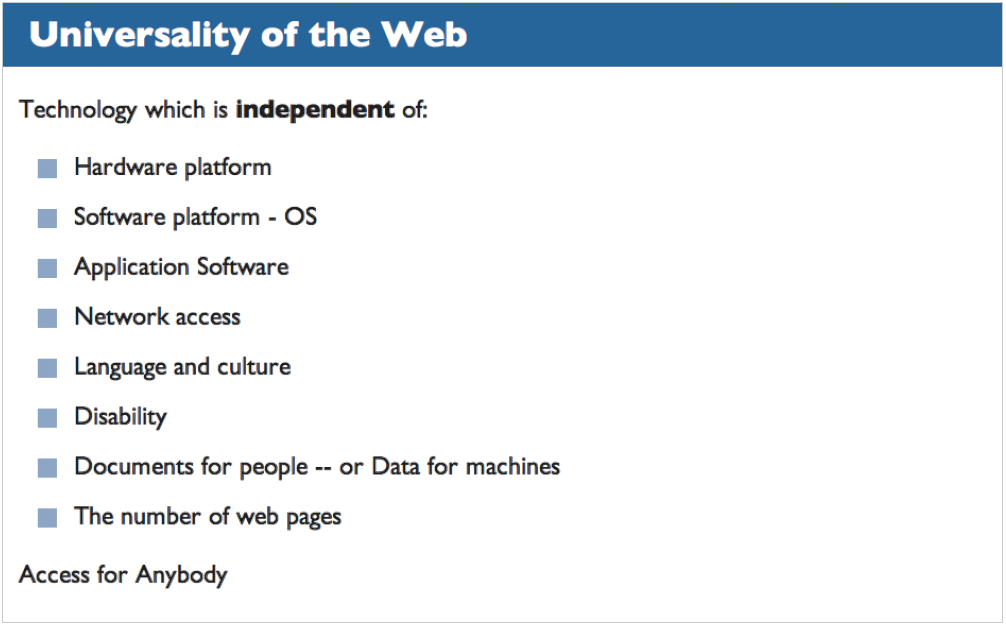 Universality of the Web
Technology which is independent of:
Hardware platform
Software platform - OS
Application Software
Network access
Language and culture
Disability
Documents for people -- or Data for machines
The number of web pages
Access for Anybody